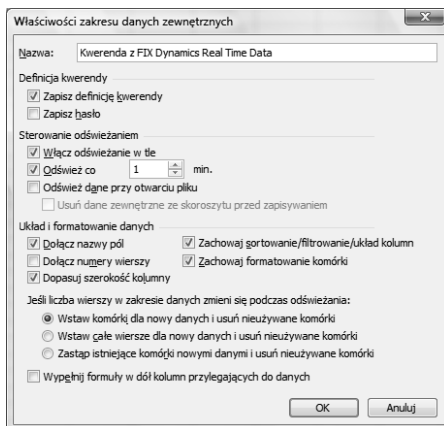 Właściwości zakresu danych zewnętrznych
Nazwa: Kwerenda z FIX Dynamics Real Time Data
Definicja kwerendy
Zapisz definicję kwerendy
Zapisz hasło
Sterowanie odświeżaniem
Włącz odświeżanie w tle
Odśwież co 1 min.
Odśwież dane przy otwarciu pliku
Usuń dane zewnętrzne ze skoroszytu przed zapisywaniem
Układ i formatowanie danych
Dołącz nazwy pól Zachowaj sortowanie/filtrowanie/układ kolumn
Dołącz numery wierszy Zachowaj formatowanie komórki
Dopasuj szerokość kolumny
Jeśli liczba wierszy w zakresie danych zmieni się podczas odświeżania:
Wstaw komórki dla nowy danych i usuń nieużywane komórki
Wstaw całe wiersze dla nowy danych i usuń nieużywane komórki
Zastąp istniejące komórki nowymi danymi i usuń nieużywane komórki
Wypełnij formuły w dół kolumn przylegających do danych
OK Anuluj